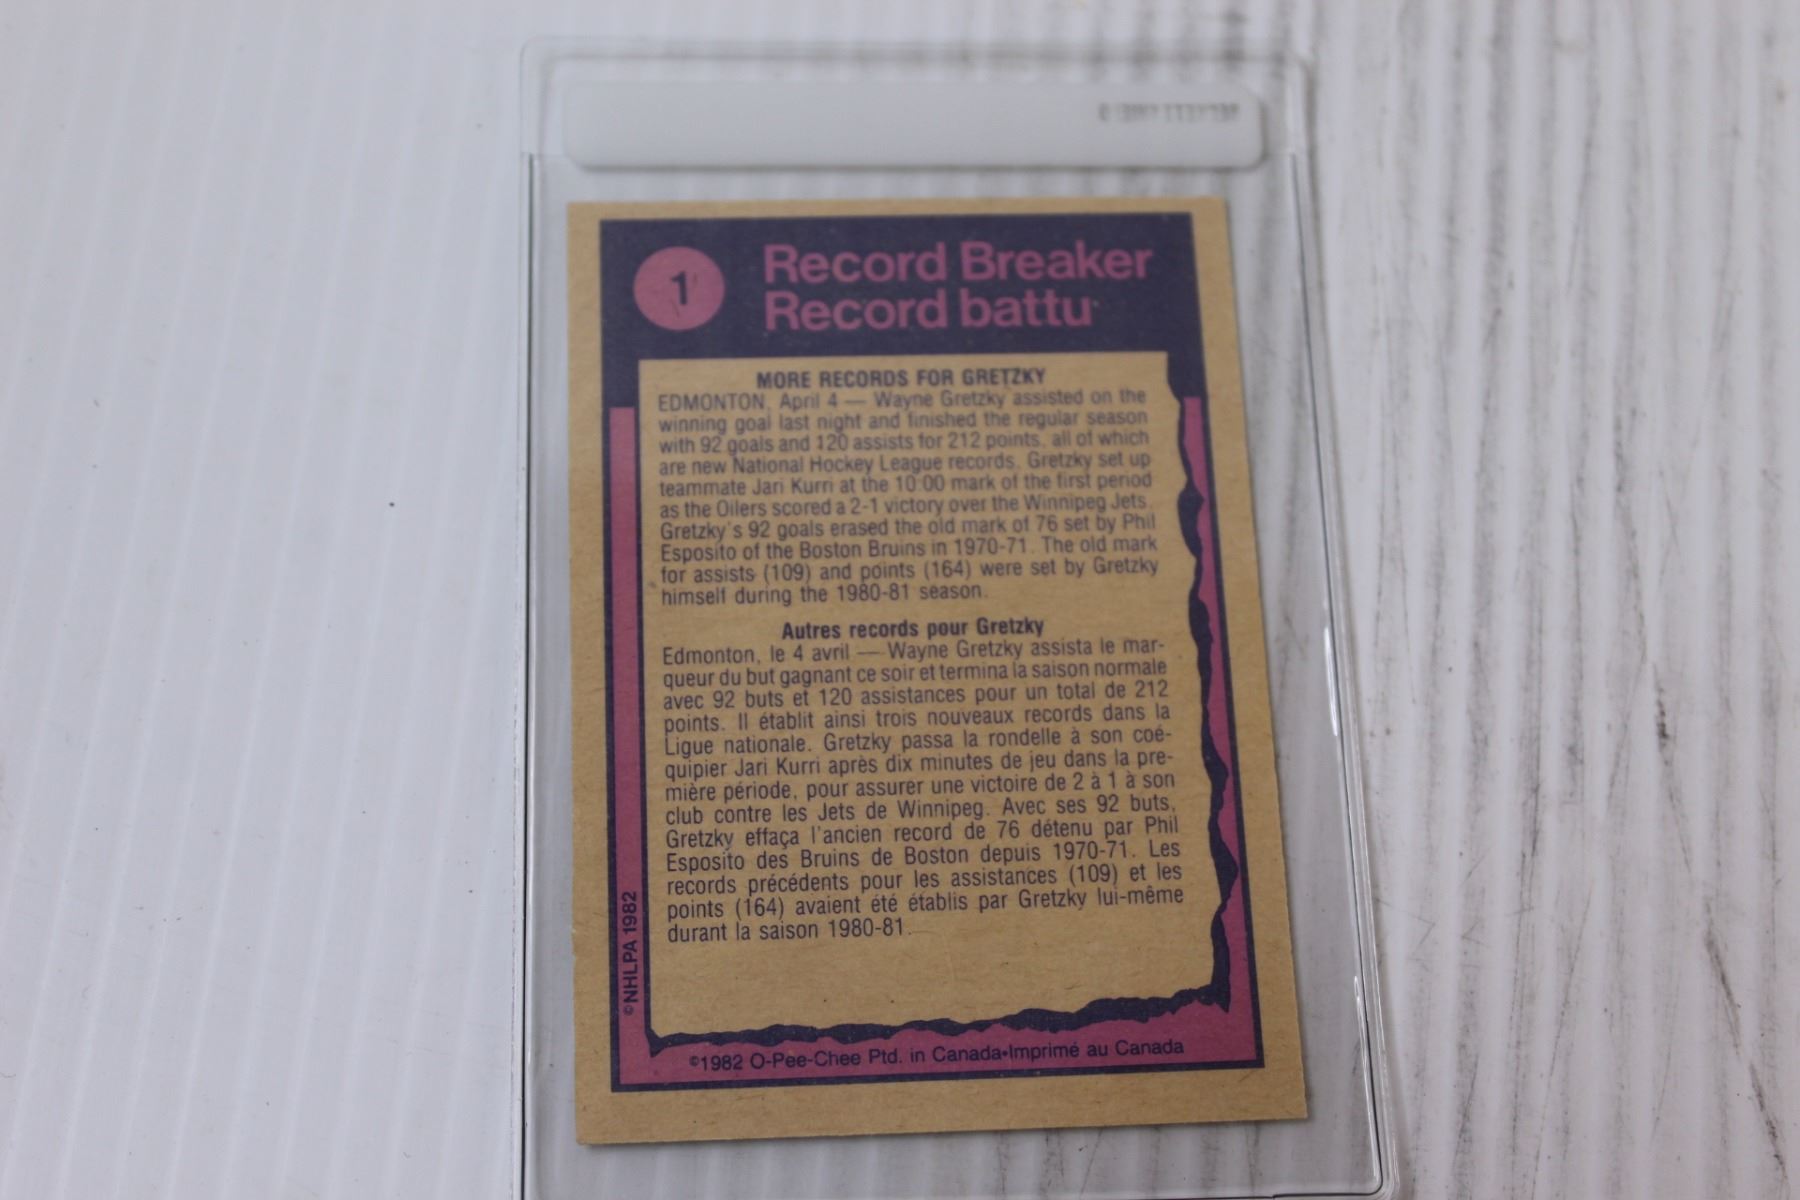 1
Record Breaker
Record battu
MORE RECORDS FOR GRETZKY
EDMONTON, April 4 — Wayne Gretzky assisted on the
winning goal last night and finished the regular season
with 92 goals and 120 assists for 212 points, all of which
are new National Hockey League records. Gretzky set up
teammate Jari Kurri at the 10:00 mark of the first period
as the Oilers scored a 2-1 victory over the Winnipeg Jets.
Gretzky's 92 goals erased the old mark of 76 set by Phil
Esposito of the Boston Bruins in 1970-71. The old mark
for assists (109) and points (164) were set by Gretzky
himself during the 1980-81 season.
Autres records pour Gretzky
Edmonton, le 4 avril — Wayne Gretzky assista le mar-
queur du but gagnant ce soir et termina la saison normale
avec 92 buts et 120 assistances pour un total de 212
points. Il établit ainsi trois nouveaux records dans la
Ligue nationale. Gretzky passa la rondelle à son coé-
quipier Jari Kurri après dix minutes de jeu dans la pre-
mière période, pour assurer une victoire de 2 à 1 à son
club contre les Jets de Winnipeg. Avec ses 92 buts,
Gretzky effaça l'ancien record de 76 détenu par Phil
Esposito des Bruins de Boston depuis 1970-71. Les
records précédents pour les assistances (109) et les
points (164) avaient été établis par Gretzky lui-même
durant la saison 1980-81.
©NHLPA 1982
©1982 O-Pee-Chee Ptd. in Canada•Imprimé au Canada